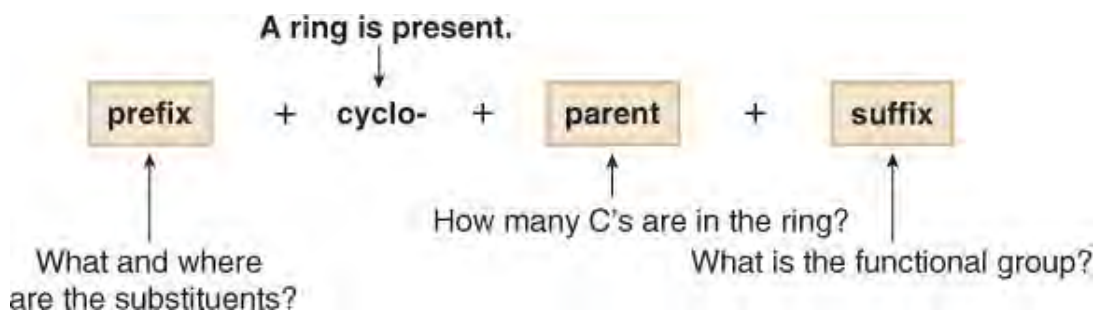 A ring is present.
prefix + cyclo- + parent + suffix
How many C's are in the ring?
What and where
are the substituents?
What is the functional group?